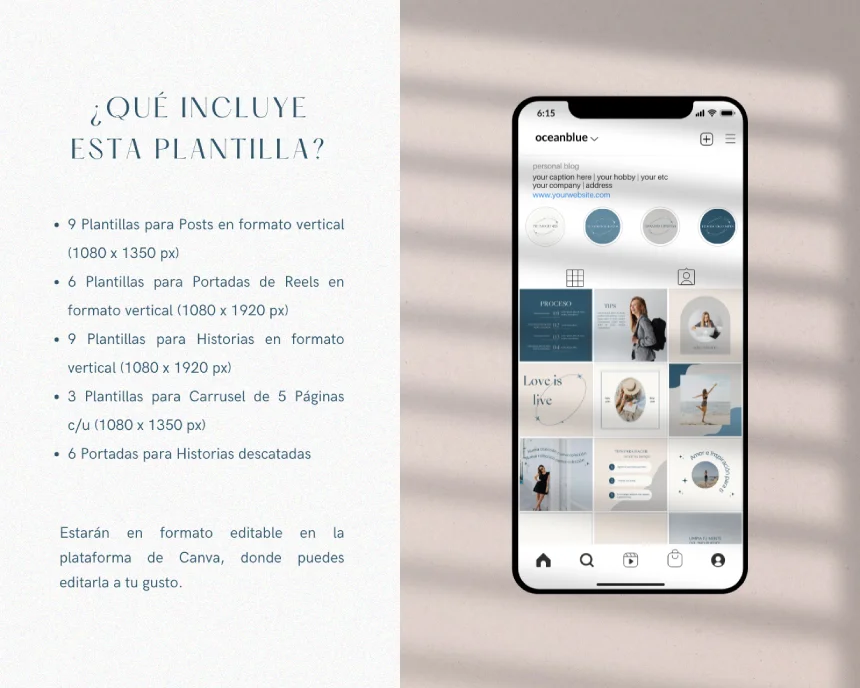 ¿QUÉ INCLUYE
ESTA PLANTILLA?
9 Plantillas para Posts en formato vertical
(1080 x 1350 px)
6 Plantillas para Portadas de Reels en
formato vertical (1080 x 1920 px)
9 Plantillas para Historias en formato
vertical (1080 x 1920 px)
3 Plantillas para Carrusel de 5 Páginas
c/u (1080 x 1350 px)
6 Portadas para Historias descatadas
Estarán en formato editable en la
plataforma de Canva, donde puedes
editarla a tu gusto.
6:15
oceanblue
personal blog
your caption here | your hobby | your etc
your company | address
www.yourwebsite.com
PROCESO
TIPS
Love is
live